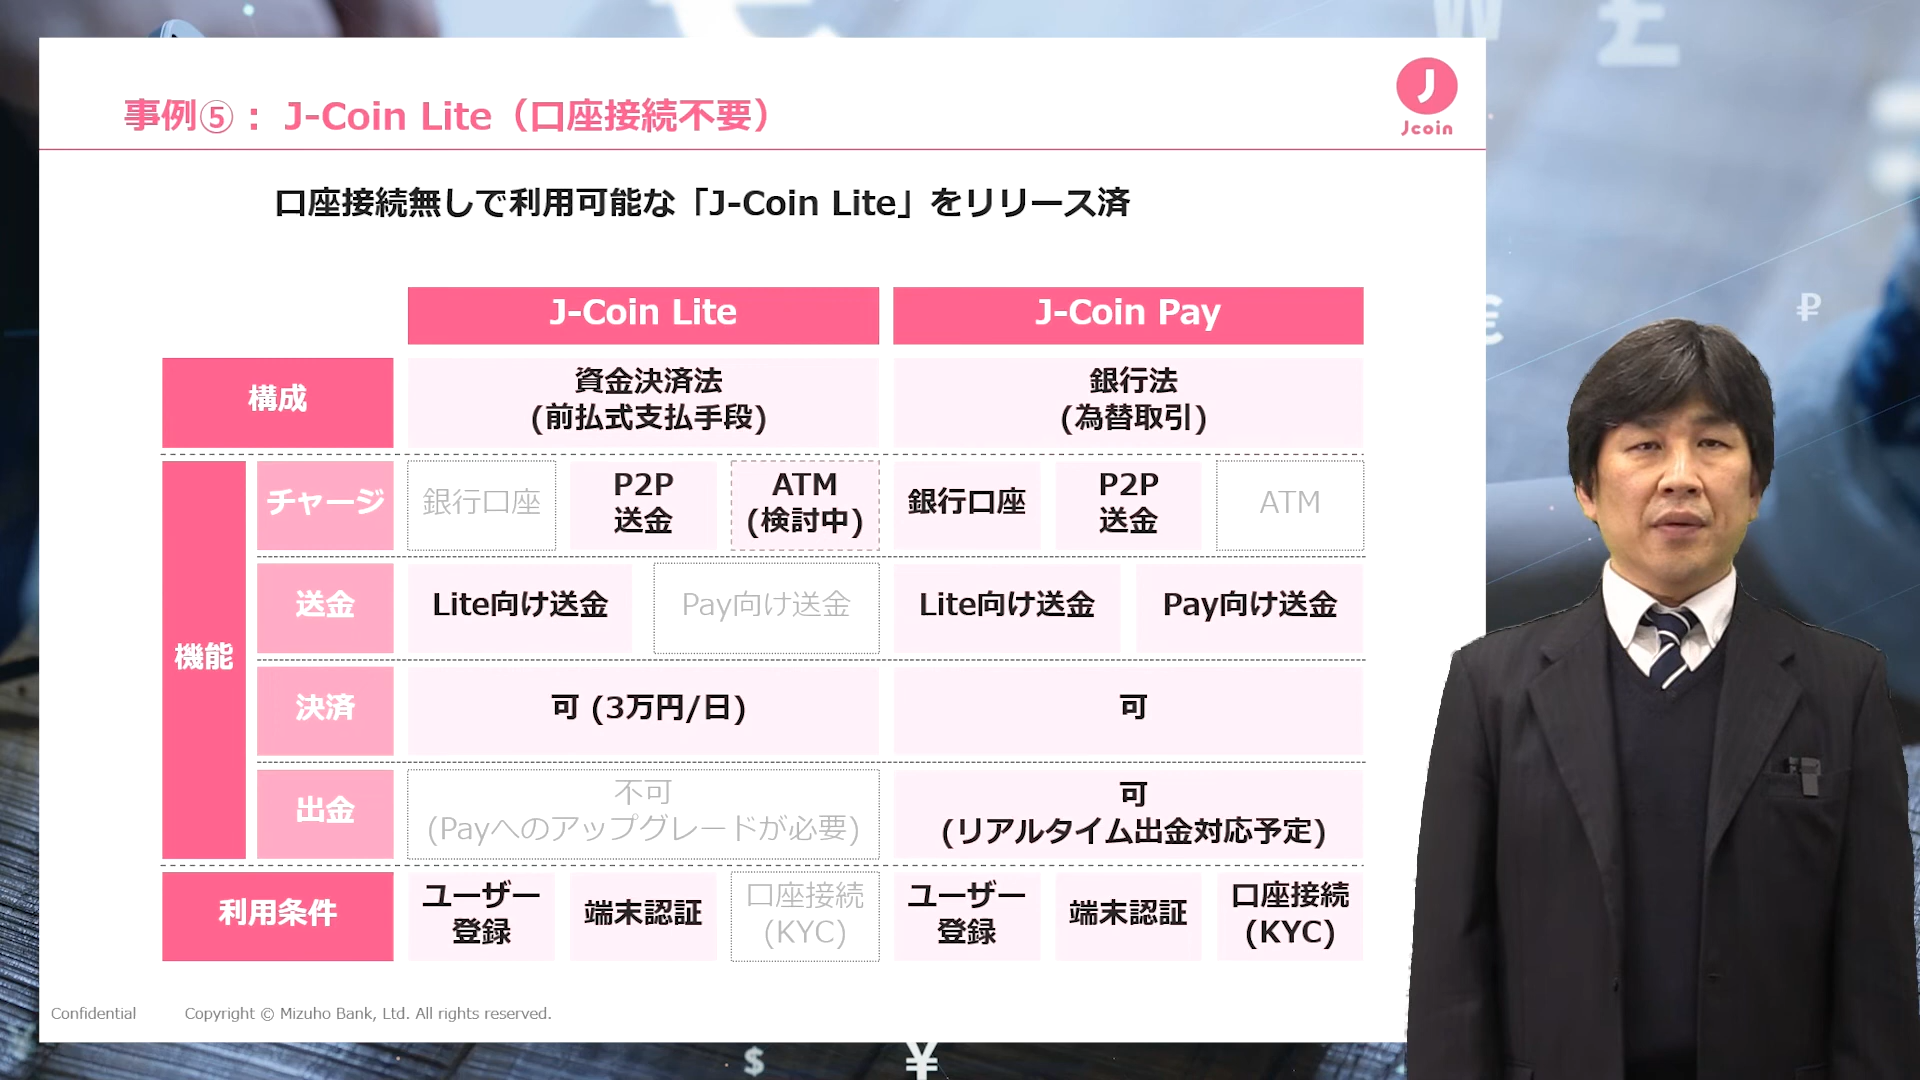 事例⑤： J-Coin Lite（口座接続不要）
J
Jcoin
口座接続無しで利用可能な「J-Coin Lite」をリリース済
J-Coin Lite
J-Coin Pay
構成
資金決済法
(前払式支払手段)
銀行法
(為替取引)
機能
チャージ
銀行口座
P2P
送金
ATM
(検討中)
銀行口座
P2P
送金
ATM
送金
Lite向け送金
Pay向け送金
Lite向け送金
Pay向け送金
決済
可 (3万円/日)
可
出金
不可
(Payへのアップグレードが必要)
可
(リアルタイム出金対応予定)
利用条件
ユーザー
登録
端末認証
口座接続
(KYC)
ユーザー
登録
端末認証
口座接続
(KYC)
Confidential
Copyright © Mizuho Bank, Ltd. All rights reserved.